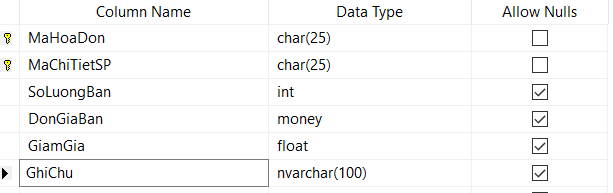 Column Name Data Type Allow Nulls
MaHoaDon char(25)
MaChiTietSP char(25)
SoLuongBan int
DonGiaBan money
GiamGia float
GhiChu nvarchar(100)